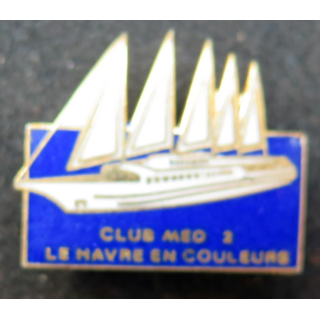 CLUB MED 2
LE HAVRE EN COULEURS